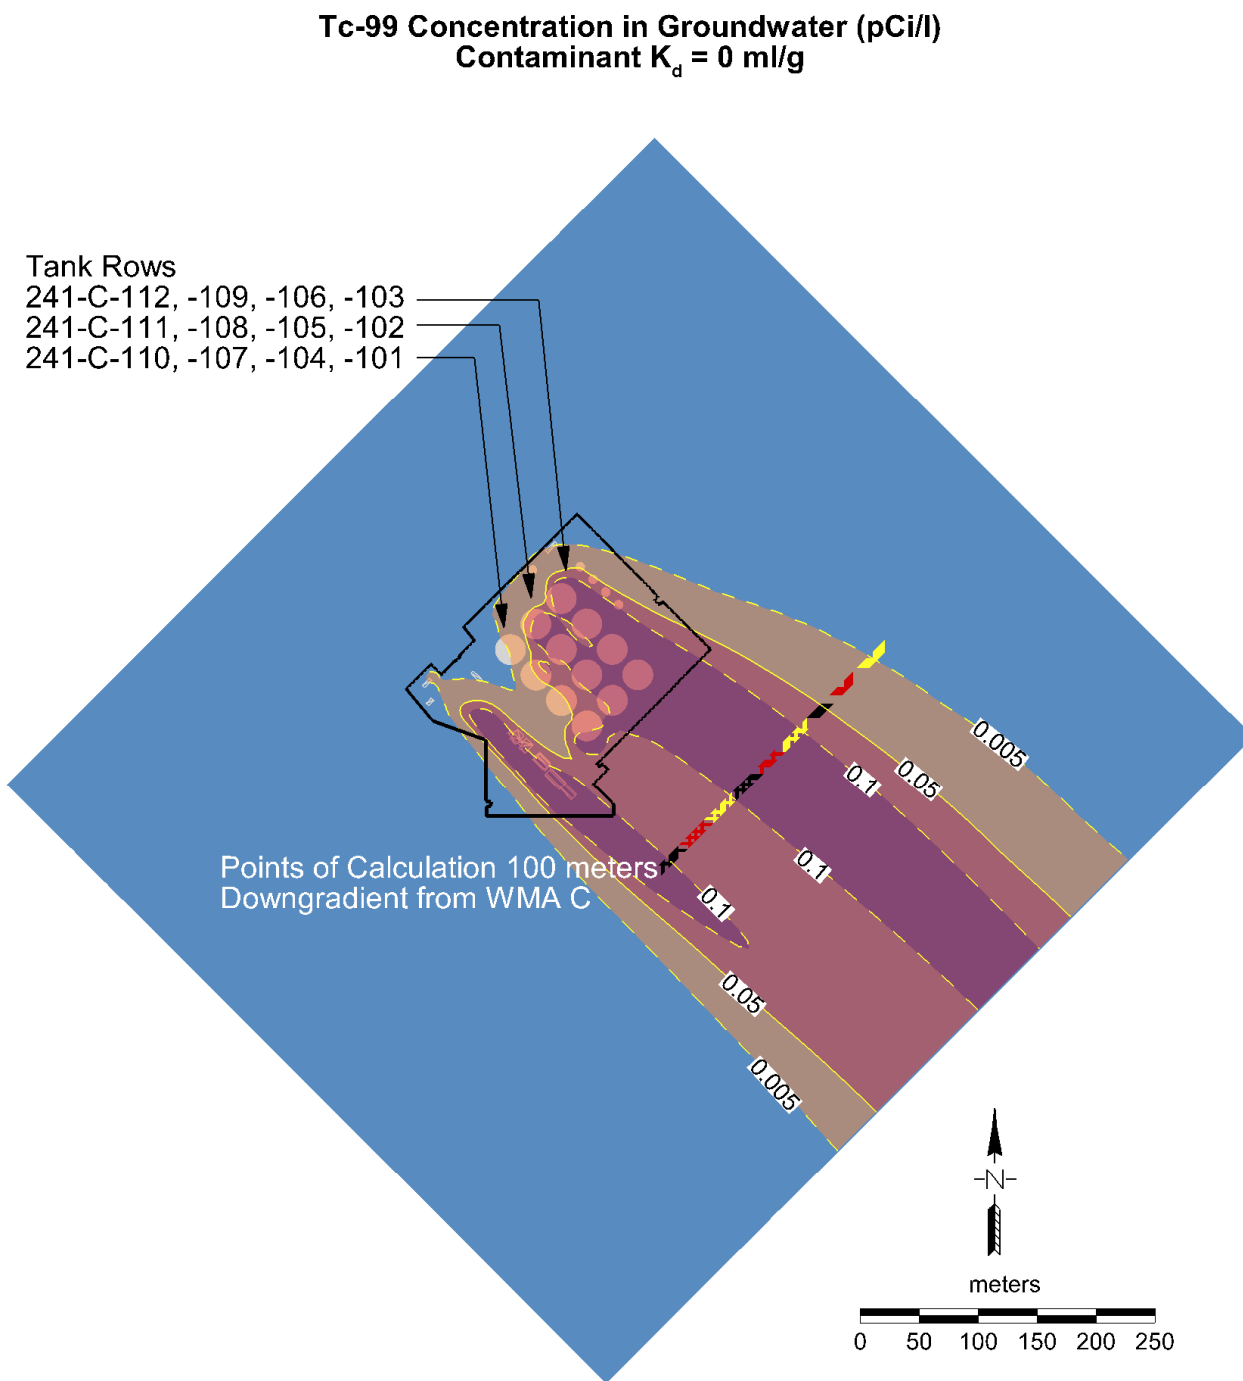 Tc-99 Concentration in Groundwater (pCi/l)
Contaminant Kd = 0 ml/g
Tank Rows
241-C-112, -109, -106, -103
241-C-111, -108, -105, -102
241-C-110, -107, -104, -101
0.005
0.05
0.1
0.1
Points of Calculation 100 meters
Downgradient from WMA C
0.1
0.05
0.005
-N-
meters
0 50 100 150 200 250